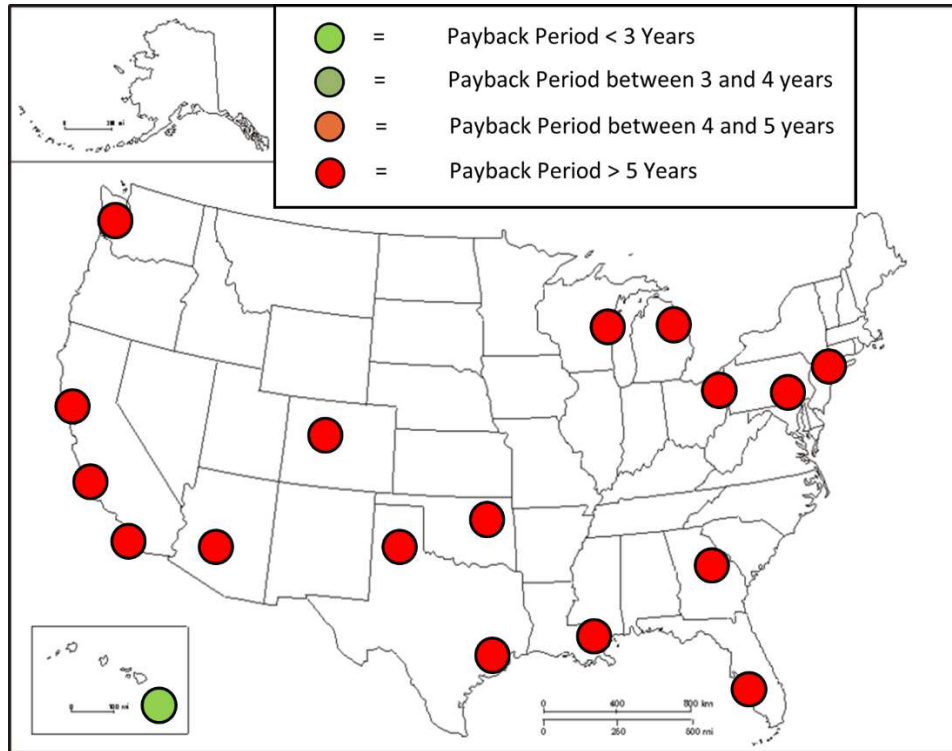 = Payback Period < 3 Years
= Payback Period between 3 and 4 years
= Payback Period between 4 and 5 years
= Payback Period > 5 Years
0 400 800 km
0 250 500 mi